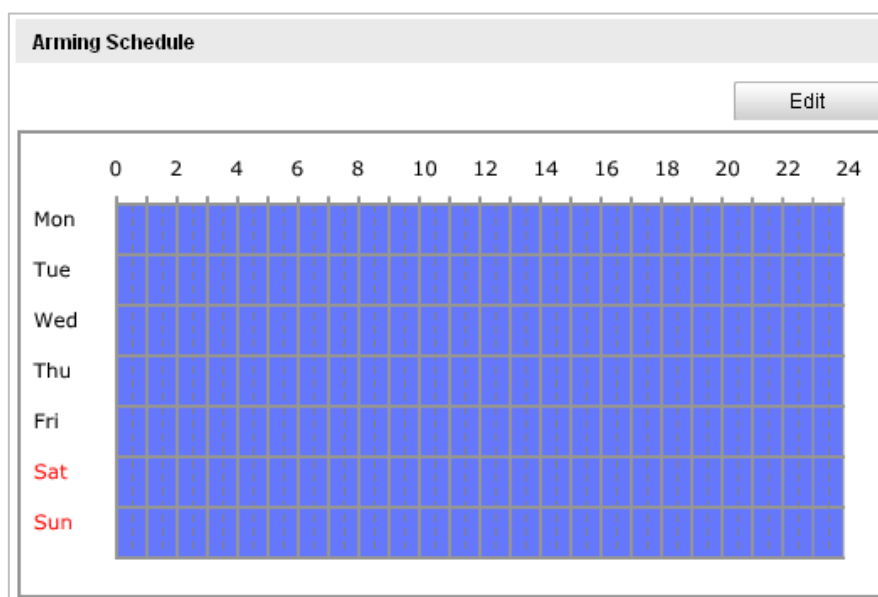 Arming Schedule
Edit
0 2 4 6 8 10 12 14 16 18 20 22 24
Mon
Tue
Wed
Thu
Fri
Sat
Sun